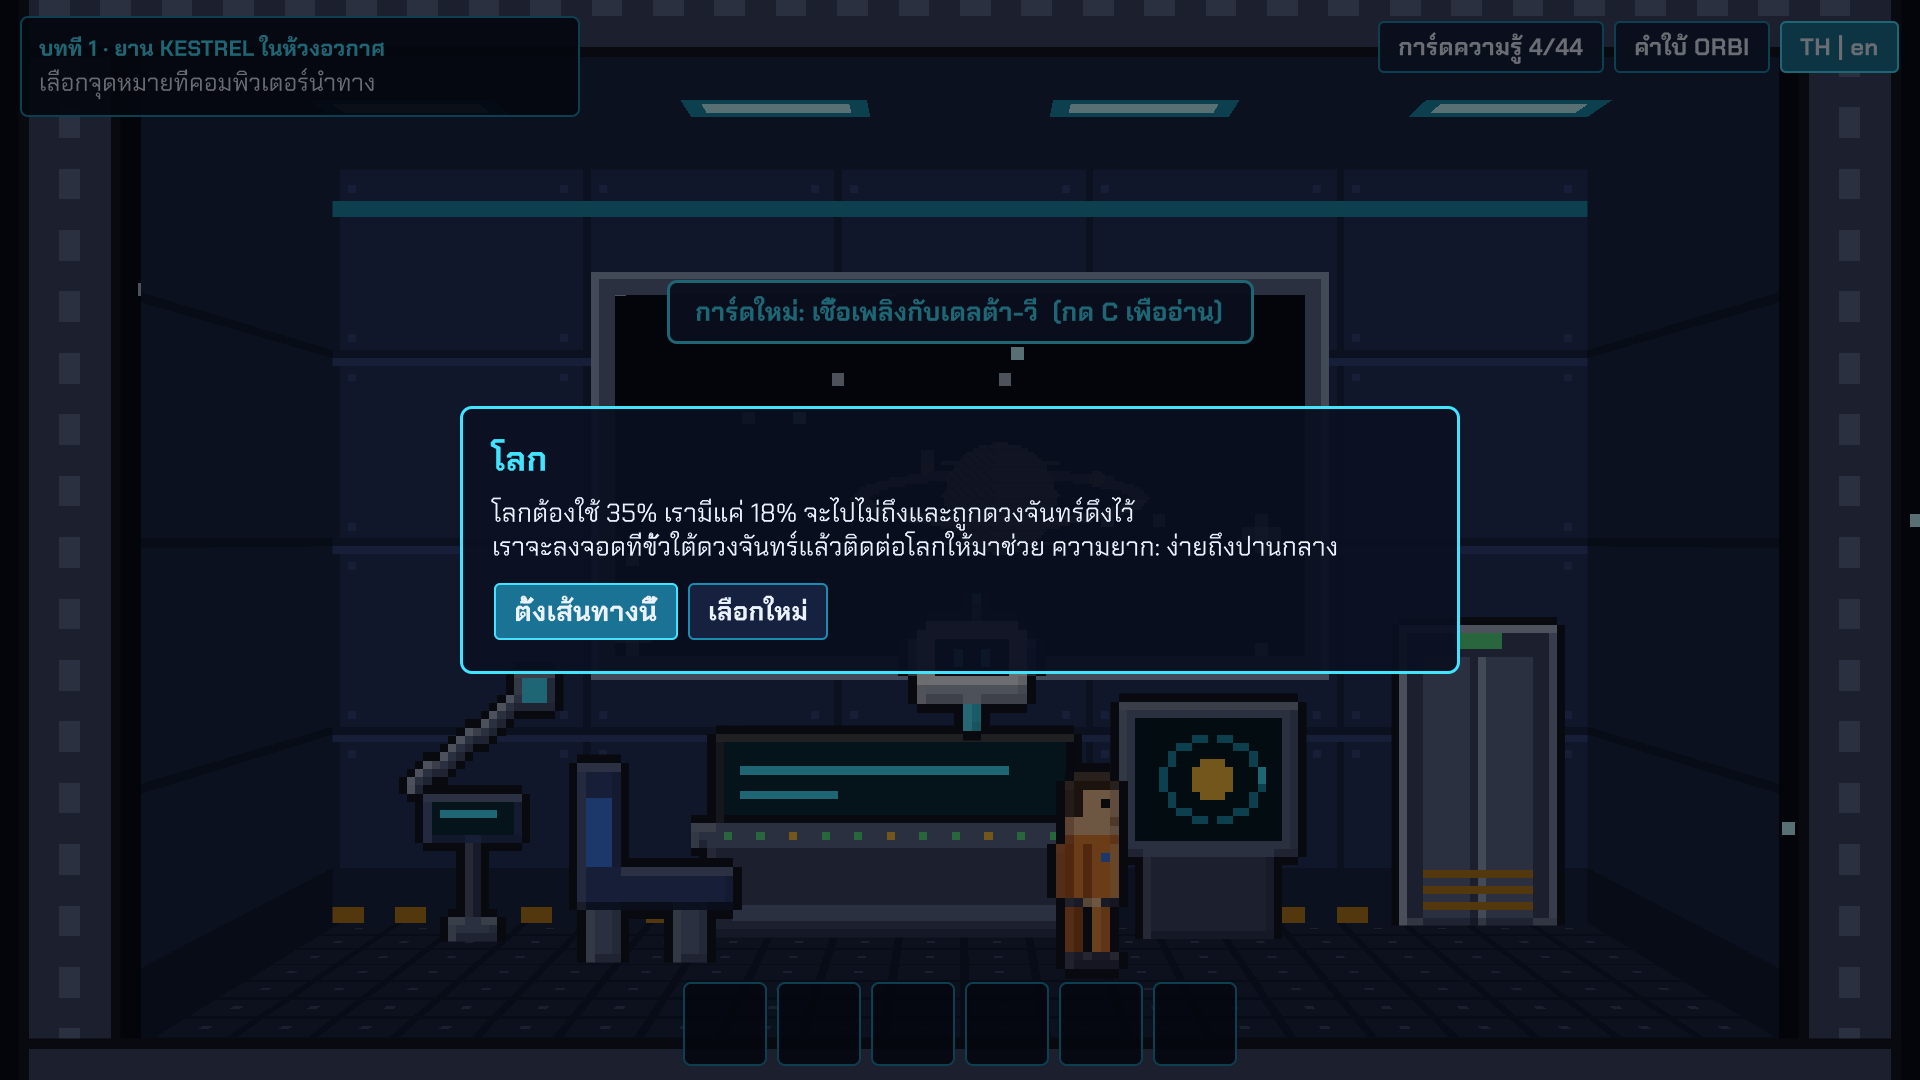 บทที่ 1 · ยาน KESTREL ในห้วงอวกาศ
เลือกจุดหมายที่คอมพิวเตอร์นำทาง
การ์ดความรู้ 4/44
คำใบ้ ORBI
TH | en
การ์ดใหม่: เชื้อเพลิงกับเดลต้า-วี (กด C เพื่ออ่าน)
โลก
โลกต้องใช้ 35% เรามีแค่ 18% จะไปไม่ถึงและถูกดวงจันทร์ดึงไว้
เราจะลงจอดที่ขั้วใต้ดวงจันทร์แล้วติดต่อโลกให้มาช่วย ความยาก: ง่ายถึงปานกลาง
ตั้งเส้นทางนี้
เลือกใหม่